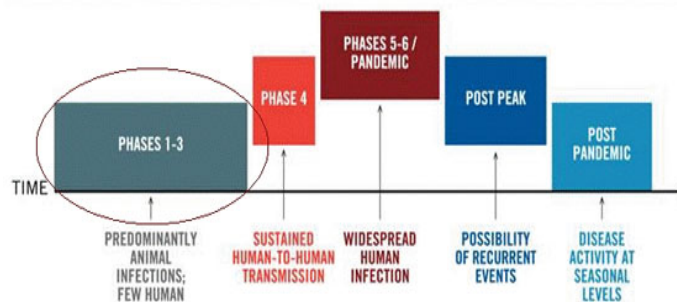 PHASES 5-6 /
PANDEMIC
PHASE 4
POST PEAK
PHASES 1-3
POST
PANDEMIC
TIME
PREDOMINANTLY
ANIMAL
INFECTIONS;
FEW HUMAN
SUSTAINED
HUMAN-TO-HUMAN
TRANSMISSION
WIDESPREAD
HUMAN
INFECTION
POSSIBILITY
OF RECURRENT
EVENTS
DISEASE
ACTIVITY AT
SEASONAL
LEVELS